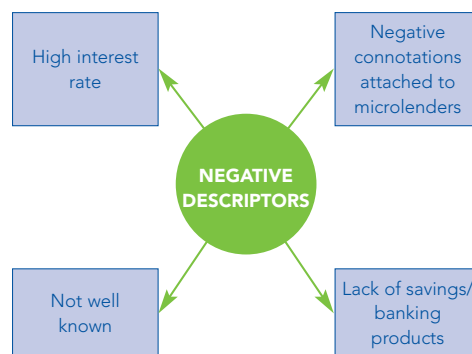 High interest
rate
Negative
connotations
attached to
microlenders
NEGATIVE
DESCRIPTORS
Not well
known
Lack of savings/
banking
products